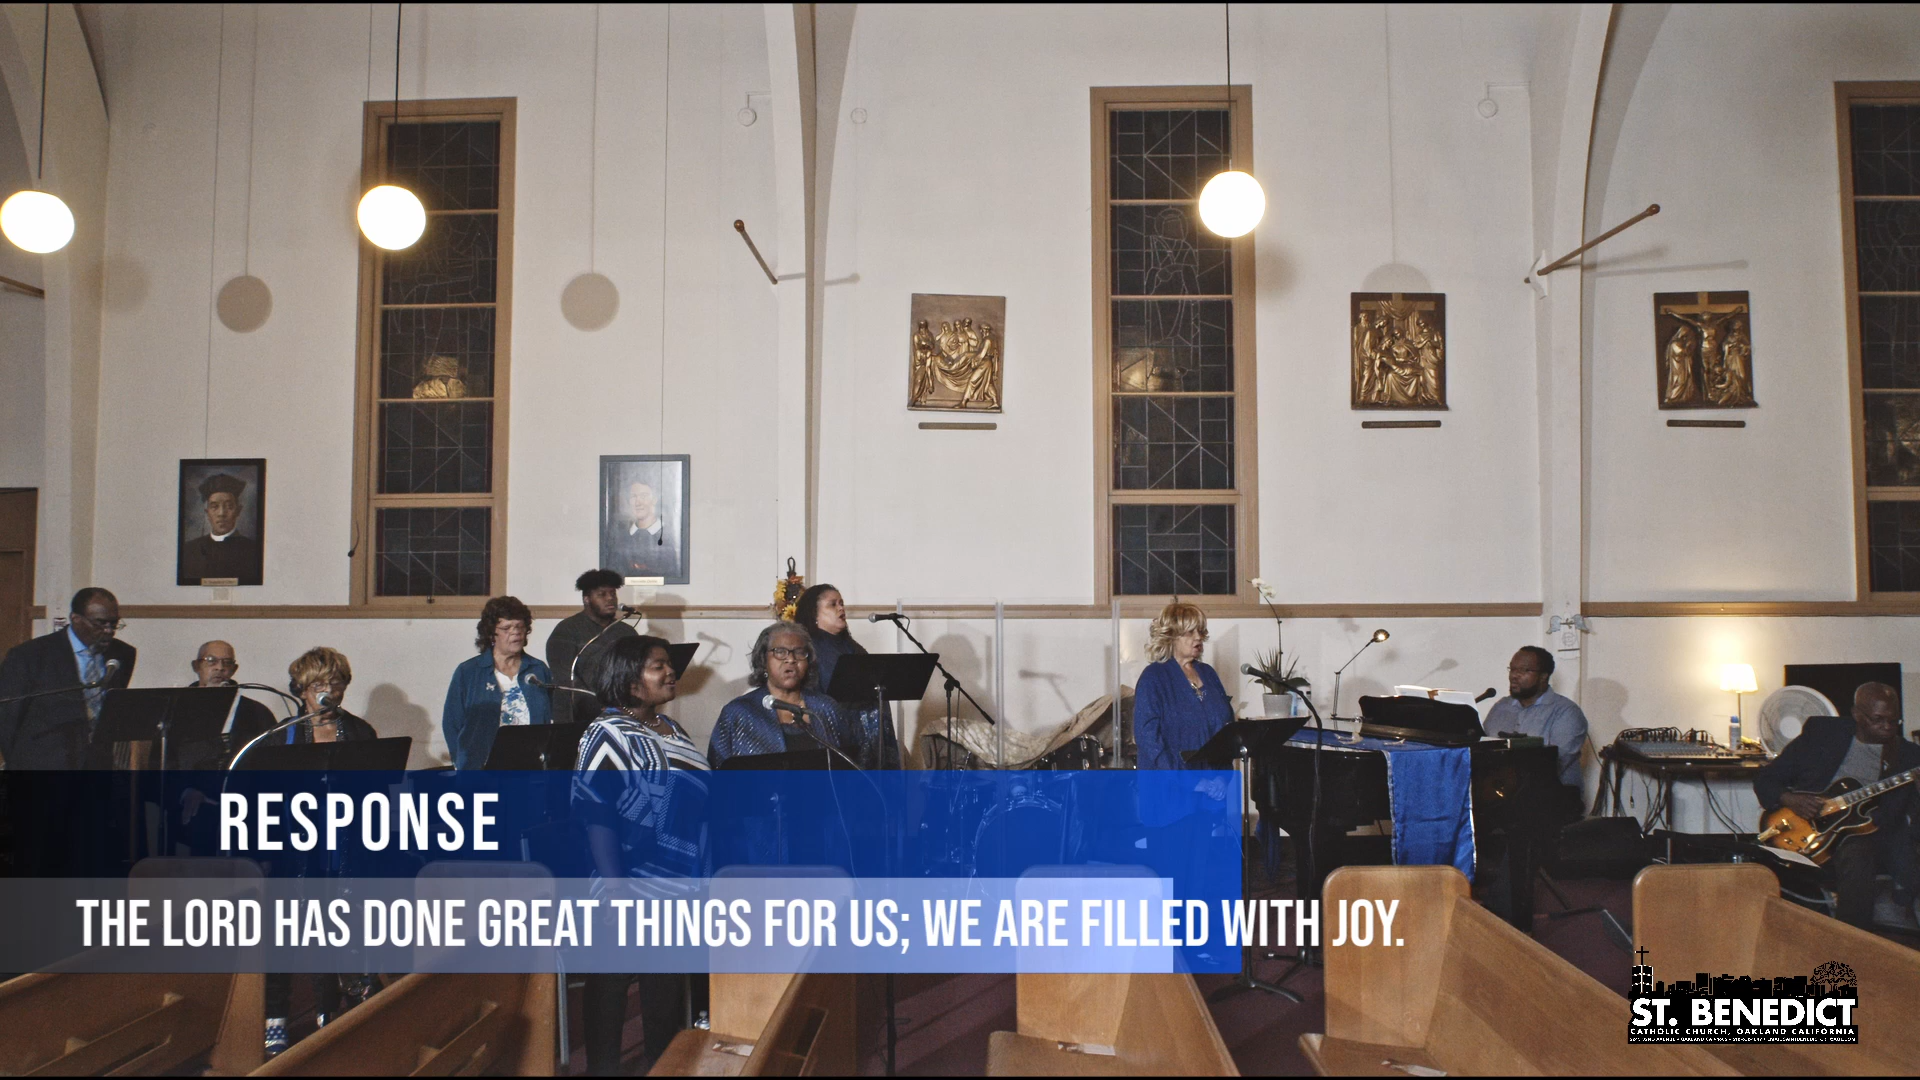 RESPONSE
THE LORD HAS DONE GREAT THINGS FOR US; WE ARE FILLED WITH JOY.
ST. BENEDICT
CATHOLIC CHURCH, OAKLAND CALIFORNIA